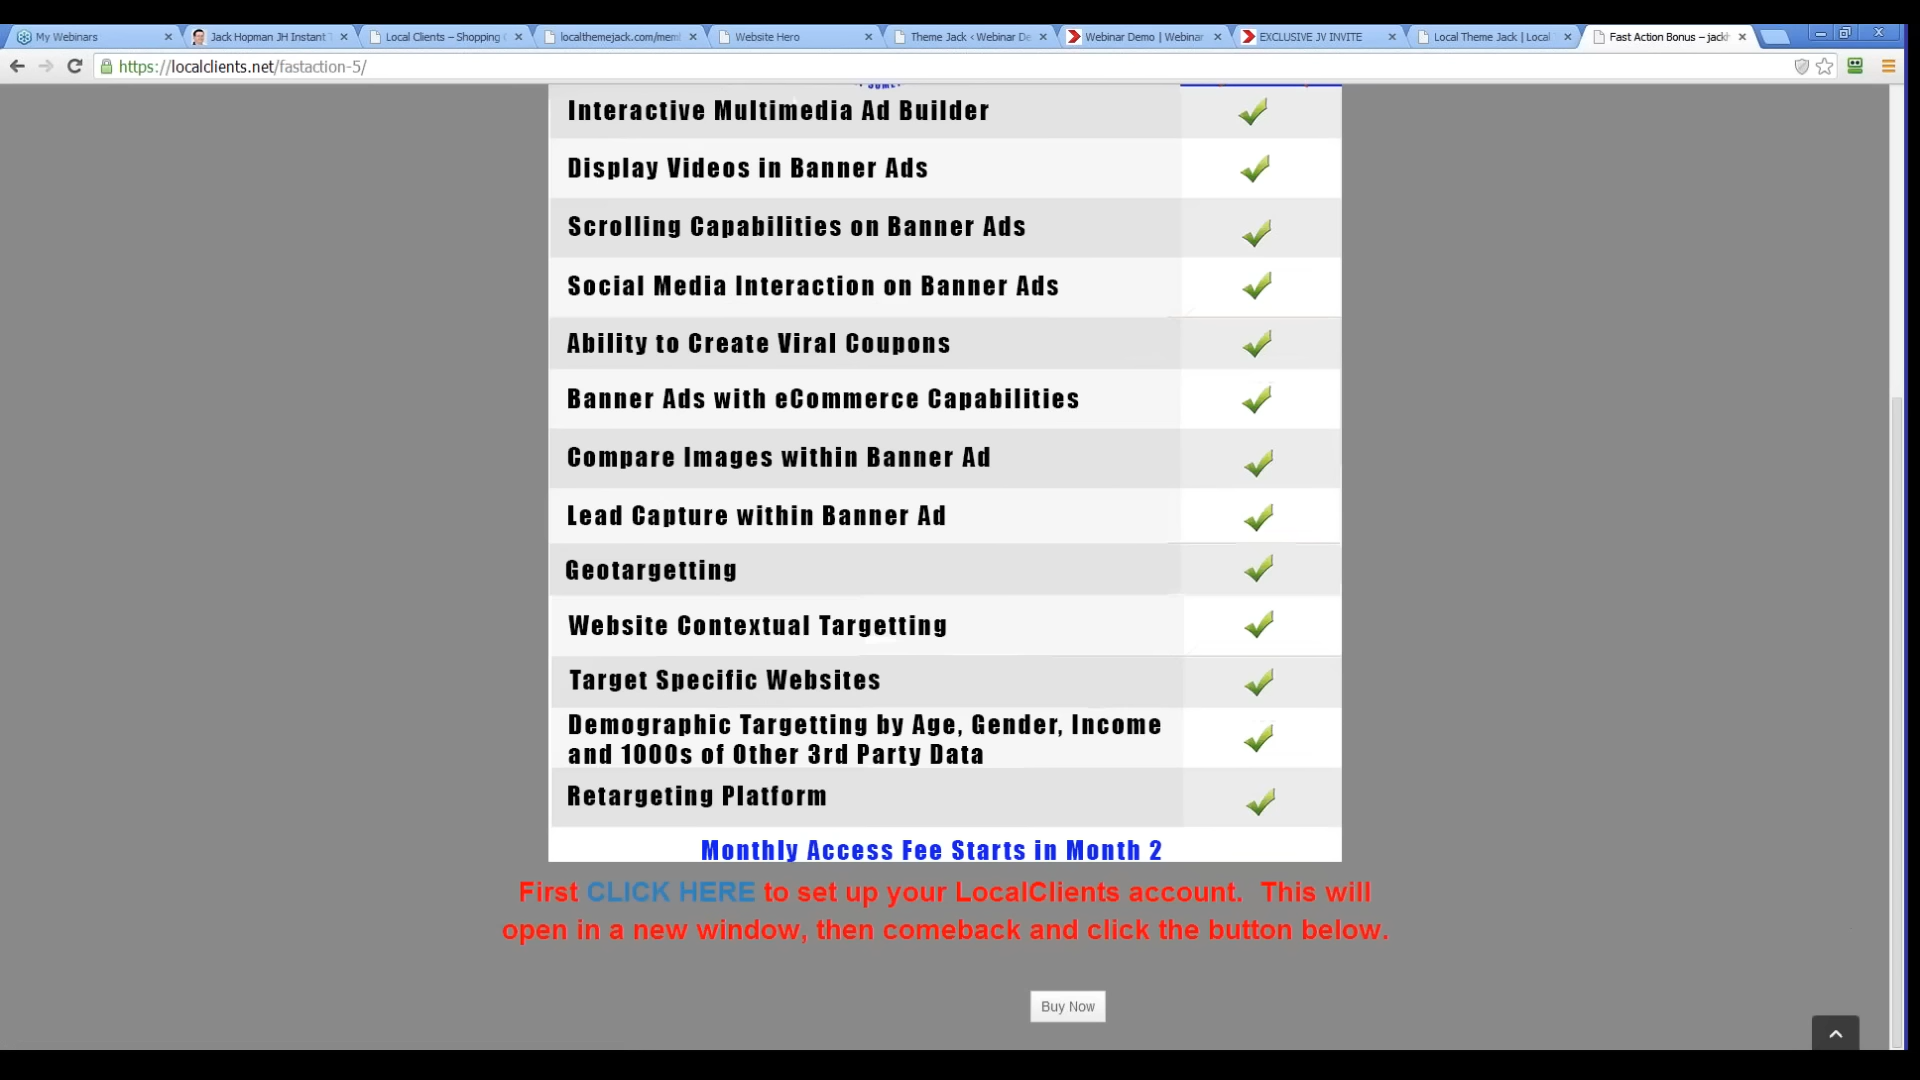 My Webinars
Jack Hopman JH Instant T
Local Clients – Shopping C
localthemejack.com/mem
Website Hero
Theme Jack ‹ Webinar De
Webinar Demo | Webinar
EXCLUSIVE JV INVITE
Local Theme Jack | Local
Fast Action Bonus – jackh
https://localclients.net/fastaction-5/
Interactive Multimedia Ad Builder
Display Videos in Banner Ads
Scrolling Capabilities on Banner Ads
Social Media Interaction on Banner Ads
Ability to Create Viral Coupons
Banner Ads with eCommerce Capabilities
Compare Images within Banner Ad
Lead Capture within Banner Ad
Geotargetting
Website Contextual Targetting
Target Specific Websites
Demographic Targetting by Age, Gender, Income
and 1000s of Other 3rd Party Data
Retargeting Platform
Monthly Access Fee Starts in Month 2
First CLICK HERE to set up your LocalClients account. This will
open in a new window, then comeback and click the button below.
Buy Now